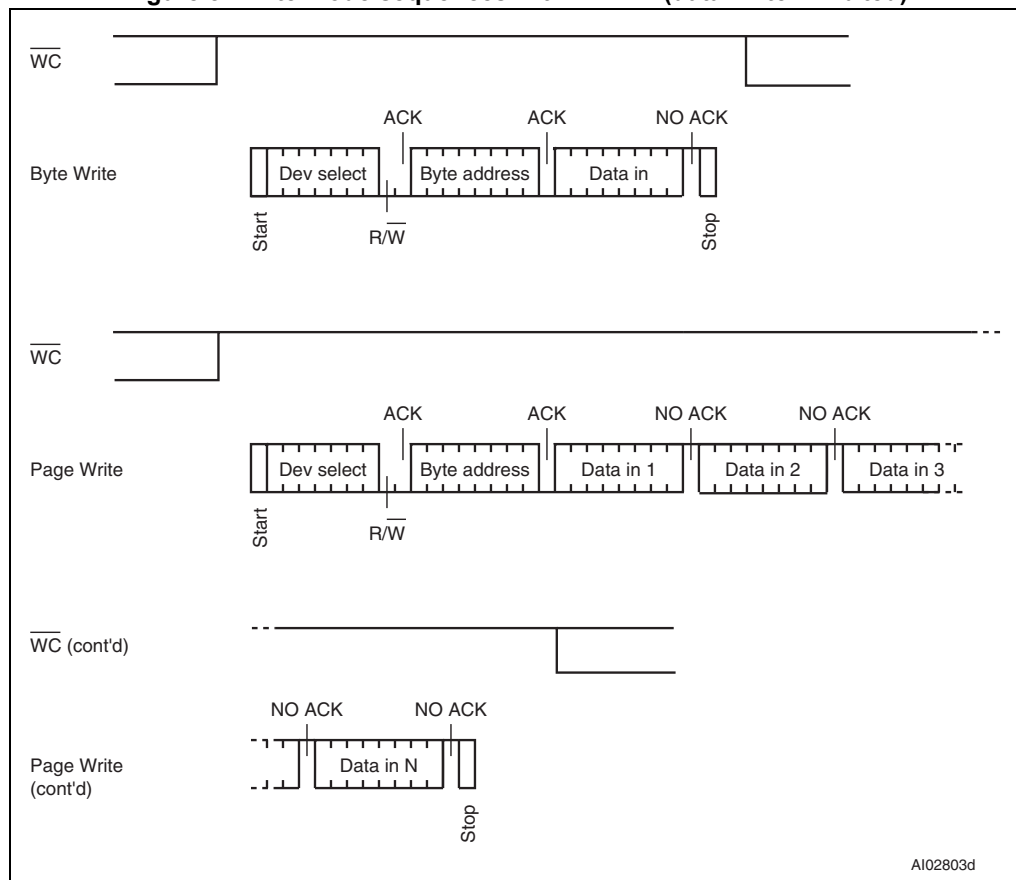 WC
ACK ACK NO ACK
Byte Write Dev select Byte address Data in
Start R/W Stop
WC
ACK ACK NO ACK NO ACK
Page Write Dev select Byte address Data in 1 Data in 2 Data in 3
Start R/W
WC (cont'd)
NO ACK NO ACK
Page Write Data in N
(cont'd)
Stop
AI02803d